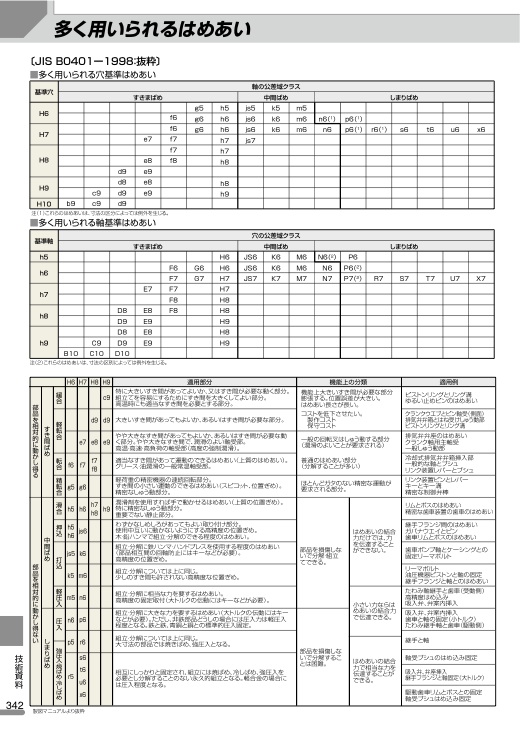 多く用いられるはめあい
〔JIS B0401ー1998:抜粋〕
■多く用いられる穴基準はめあい
基準穴 軸の公差域クラス
すきまばめ 中間ばめ しまりばめ
H6 g5 h5 js5 k5 m5
f6 g6 h6 js6 k6 m6 n6(¹) p6(¹)
H7 f6 g6 h6 js6 k6 m6 n6 p6(¹) r6(¹) s6 t6 u6 x6
e7 f7 h7 js7
H8 f7 h7
e8 f8 h8
d9 e9
H9 d8 e8 h8
c9 d9 e9 h9
H10 b9 c9 d9
注(1)これらのはめあいは、寸法の区分によっては例外を生じる。
■多く用いられる軸基準はめあい
基準軸 穴の公差域クラス
すきまばめ 中間ばめ しまりばめ
h5 H6 JS6 K6 M6 N6(²) P6
h6 F6 G6 H6 JS6 K6 M6 N6 P6(²)
F7 G7 H7 JS7 K7 M7 N7 P7(²) R7 S7 T7 U7 X7
h7 E7 F7 H7
F8 H8
h8 D8 E8 F8 H8
D9 E9 H9
h9 D8 E8 H8
C9 D9 E9 H9
B10 C10 D10
注(2)これらのはめあいは、寸法の区分によっては例外を生じる。
H6 H7 H8 H9 適用部分 機能上の分類 適用例
部品を相対的に動かし得る
すき間ばめ
緩合 c9
特に大きいすき間があってよいか、又はすき間が必要な動く部分。
組立てを容易にするためにすき間を大きくしてよい部分。
高温時にも適当なすき間を必要とする部分。
機能上大きいすき間が必要な部分
膨張する、位置誤差が大きい。
はめあい長さが長い。
ピストンリングとリング溝
ゆるい止めピンのはめあい
軽転合 d9 d9
大きいすき間があってもよいか、あるいはすき間が必要な部分。
コストを低下させたい。
製作コスト
保守コスト
クランクウエブとピン軸受(側面)
排気弁弁箱とばね受けしゅう動部
ピストンリングとリング溝
e7 e8 e9
やや大きなすき間があってもよいか、あるいはすき間が必要な動
く部分。やや大きなすき間で、潤滑のよい軸受部。
高温・高速・高負荷の軸受部(高度の強制潤滑)。
一般の回転又はしゅう動する部分
(潤滑のよいことが要求される)
排気弁弁座のはめあい
クランク軸用主軸受
一般しゅう動部
転合 f6 f7 f7 f8
適当なすき間があって運動のできるはめあい(上質のはめあい)。
グリース・油潤滑の一般常温軸受部。
普通のはめあい部分
(分解することが多い)
冷却式排気弁弁箱挿入部
一般的な軸とブシュ
リンク装置レバーとブシュ
精転合 g5 g6
軽荷重の精密機器の連続回転部分。
すき間の小さい運動のできるはめあい(スピゴット、位置ぎめ)。
精密なしゅう動部分。
ほとんどガタのない精密な運動が
要求される部分。
リンク装置ピンとレバー
キーとキー溝
精密な制御弁棒
部品を相対的に動かし得ない
中間ばめ
滑合 h5 h6 h7 h8 h9
潤滑剤を使用すれば手で動かせるはめあい(上質の位置ぎめ)。
特に精密なしゅう動部分。
重要でない静止部分。
部品を損傷しな
いで分解・組立
てできる。
はめあいの結合
力だけでは、力
を伝達すること
ができない。
リムとボスのはめあい
精密な歯車装置の歯車のはめあい
押込 h5 h6 js6
わずかなしめしろがあってもよい取り付け部分。
使用中互いに動かないようにする高精度の位置ぎめ。
木・鉛ハンマで組立・分解のできる程度のはめあい。
継手フランジ間のはめあい
ガバナウエイとピン
歯車リムとボスのはめあい
打込 js5 k6
組立・分解に鉄ハンマ・ハンドプレスを使用する程度のはめあい
(部品相互間の回転防止にはキーなどが必要)。
高精度の位置ぎめ。
歯車ポンプ軸とケーシングとの
固定リーマボルト
k5 m6
組立・分解については上に同じ。
少しのすき間も許されない高精度な位置ぎめ。
リーマボルト
油圧機器ピストンと軸の固定
継手フランジと軸とのはめあい
軽圧入 m5 n6
組立・分解に相当な力を要するはめあい。
高精度の固定取付(大トルクの伝動にはキーなどが必要)。
小さい力ならは
めあいの結合力
で伝達できる。
たわみ軸継手と歯車(受動側)
高精度はめ込み
吸入弁、弁案内挿入
しまりばめ
圧入 n6 p6
組立・分解に大きな力を要するはめあい(大トルクの伝動にはキー
などが必要)。ただし、非鉄部品どうしの場合には圧入力は軽圧入
程度となる。鉄と鉄、青銅と銅との標準的圧入固定。
部品を損傷しな
いで分解するこ
とは困難。
吸入弁、弁案内挿入
歯車と軸の固定(小トルク)
たわみ継手軸と歯車(駆動側)
p5 r6
組立・分解については上に同じ。
大寸法の部品では焼きばめ、強圧入となる。
継手と軸
強圧入・焼ばめ・冷しばめ r5 s6 t6 u6 x6
相互にしっかりと固定され、組立には焼ばめ、冷しばめ、強圧入を
必要とし分解することのない永久的組立となる。軽合金の場合に
は圧入程度となる。
はめあいの結合
力で相当な力を
伝達することが
できる。
軸受ブシュのはめ込み固定
吸入弁、弁座挿入
継手フランジと軸固定(大トルク)
駆動歯車リムとボスとの固定
軸受ブシュはめ込み固定
製図マニュアルより抜粋
技術資料
342